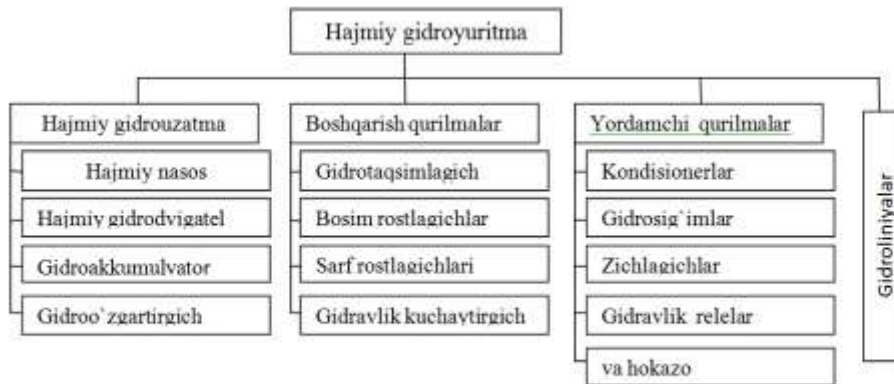 Hajmiy gidroyuritma
Hajmiy gidrouzatma
Hajmiy nasos
Hajmiy gidrodvigatel
Gidroakkumulvator
Gidroo`zgartirgich
Boshqarish qurilmalar
Gidrotaqsimlagich
Bosim rostlagichlar
Sarf rostlagichlari
Gidravlik kuchaytirgich
Yordamchi qurilmalar
Kondisionerlar
Gidrosig`imlar
Zichlagichlar
Gidravlik relelar
va hokazo
Gidroliniyalar